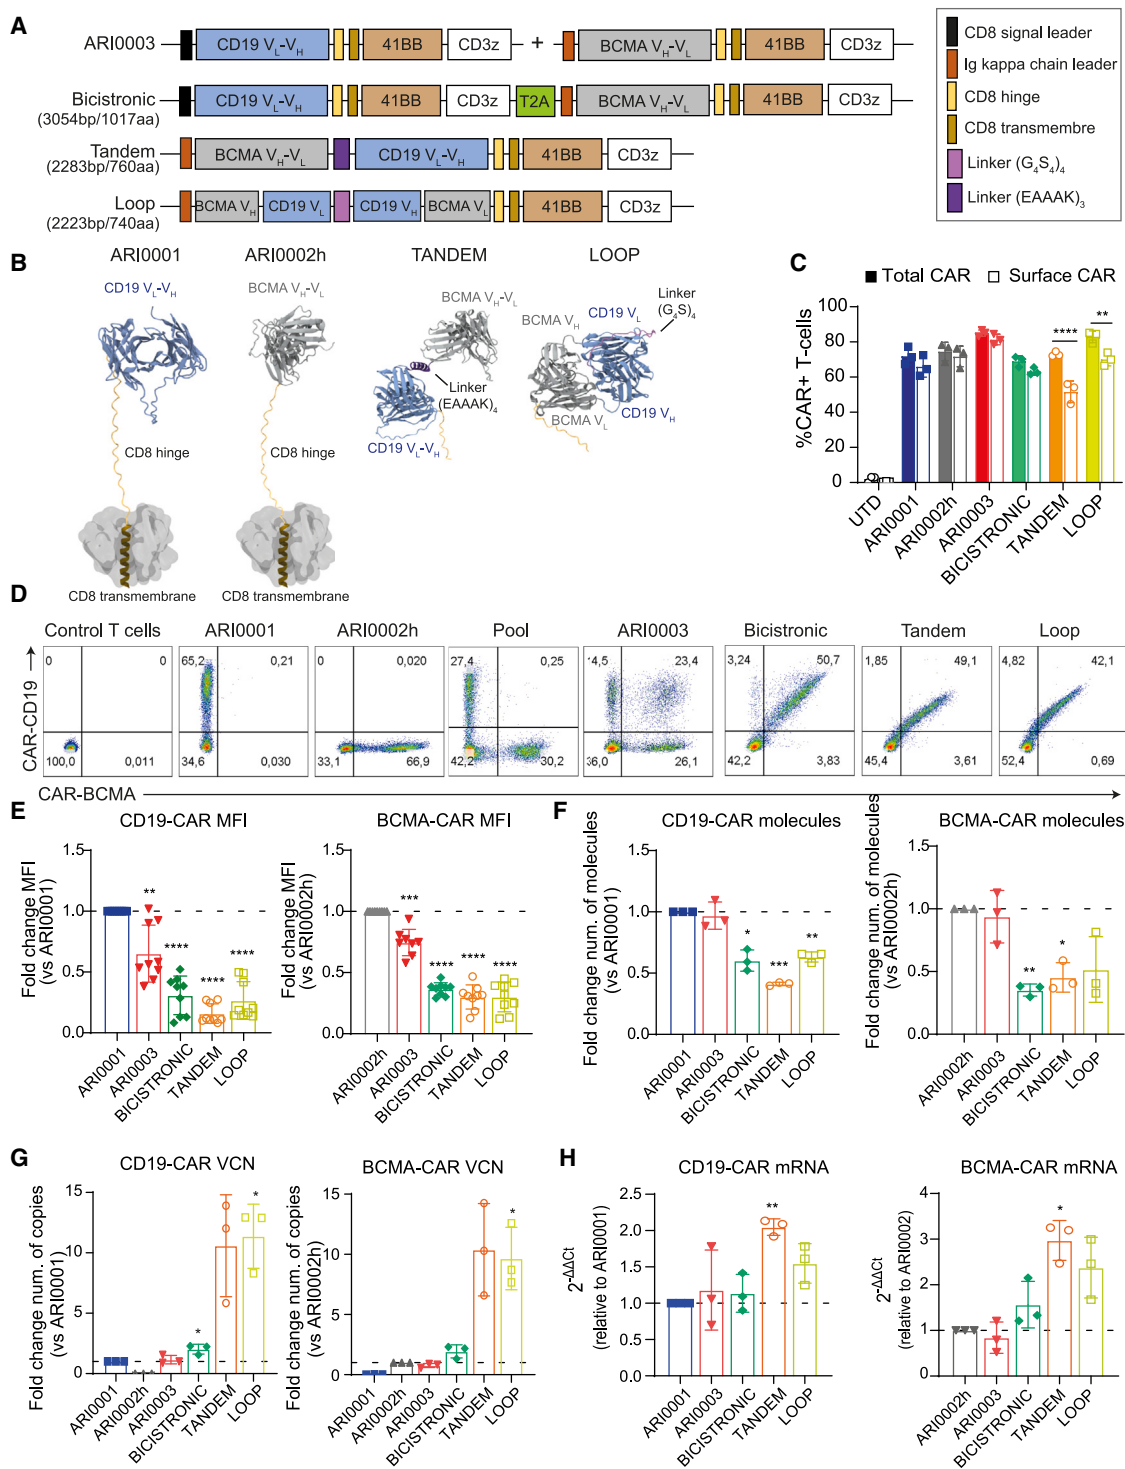 A
ARI0003
CD19 VL-VH
41BB
CD3z
+
BCMA VH-VL
41BB
CD3z
Bicistronic
(3054bp/1017aa)
CD19 VL-VH
41BB
CD3z
T2A
BCMA VH-VL
41BB
CD3z
Tandem
(2283bp/760aa)
BCMA VH-VL
CD19 VL-VH
41BB
CD3z
Loop
(2223bp/740aa)
BCMA VH
CD19 VL
CD19 VH
BCMA VL
41BB
CD3z
CD8 signal leader
Ig kappa chain leader
CD8 hinge
CD8 transmembre
Linker (G4S4)4
Linker (EAAAK)3
B
ARI0001
ARI0002h
TANDEM
LOOP
CD19 VL-VH
CD8 hinge
CD8 transmembrane
BCMA VH-VL
CD8 hinge
CD8 transmembrane
BCMA VH-VL
Linker
(EAAAK)4
CD19 VL-VH
CD19 VL
Linker
(G4S)4
BCMA VH
CD19 VH
BCMA VL
C
Total CAR
Surface CAR
%CAR+ T-cells
100
80
60
40
20
0
****
**
UTD
ARI0001
ARI0002h
ARI0003
BICISTRONIC
TANDEM
LOOP
D
Control T cells
ARI0001
ARI0002h
Pool
ARI0003
Bicistronic
Tandem
Loop
CAR-CD19
0
0
100,0
0,011
65,2
0,21
34,6
0,030
0
0,020
33,1
66,9
27,4
0,25
42,2
30,2
4,5
23,4
36,0
26,1
3,24
50,7
42,2
3,83
1,85
49,1
45,4
3,61
4,82
42,1
52,4
0,69
CAR-BCMA
E
CD19-CAR MFI
Fold change MFI
(vs ARI0001)
1.5
1.0
0.5
0.0
**
****
****
****
ARI0001
ARI0003
BICISTRONIC
TANDEM
LOOP
BCMA-CAR MFI
Fold change MFI
(vs ARI0002h)
1.5
1.0
0.5
0.0
***
****
****
****
ARI0002h
ARI0003
BICISTRONIC
TANDEM
LOOP
F
CD19-CAR molecules
Fold change num. of molecules
(vs ARI0001)
1.5
1.0
0.5
0.0
*
***
**
ARI0001
ARI0003
BICISTRONIC
TANDEM
LOOP
BCMA-CAR molecules
Fold change num. of molecules
(vs ARI0002h)
1.5
1.0
0.5
0.0
**
*
ARI0002h
ARI0003
BICISTRONIC
TANDEM
LOOP
G
CD19-CAR VCN
Fold change num. of copies
(vs ARI0001)
15
10
5
0
*
*
ARI0001
ARI0002h
ARI0003
BICISTRONIC
TANDEM
LOOP
BCMA-CAR VCN
Fold change num. of copies
(vs ARI0002h)
15
10
5
0
*
ARI0001
ARI0002h
ARI0003
BICISTRONIC
TANDEM
LOOP
H
CD19-CAR mRNA
2-ΔΔCt
(relative to ARI0001)
2.5
2.0
1.5
1.0
0.5
0.0
**
ARI0001
ARI0003
BICISTRONIC
TANDEM
LOOP
BCMA-CAR mRNA
2-ΔΔCt
(relative to ARI0002)
4
3
2
1
0
*
ARI0002h
ARI0003
BICISTRONIC
TANDEM
LOOP